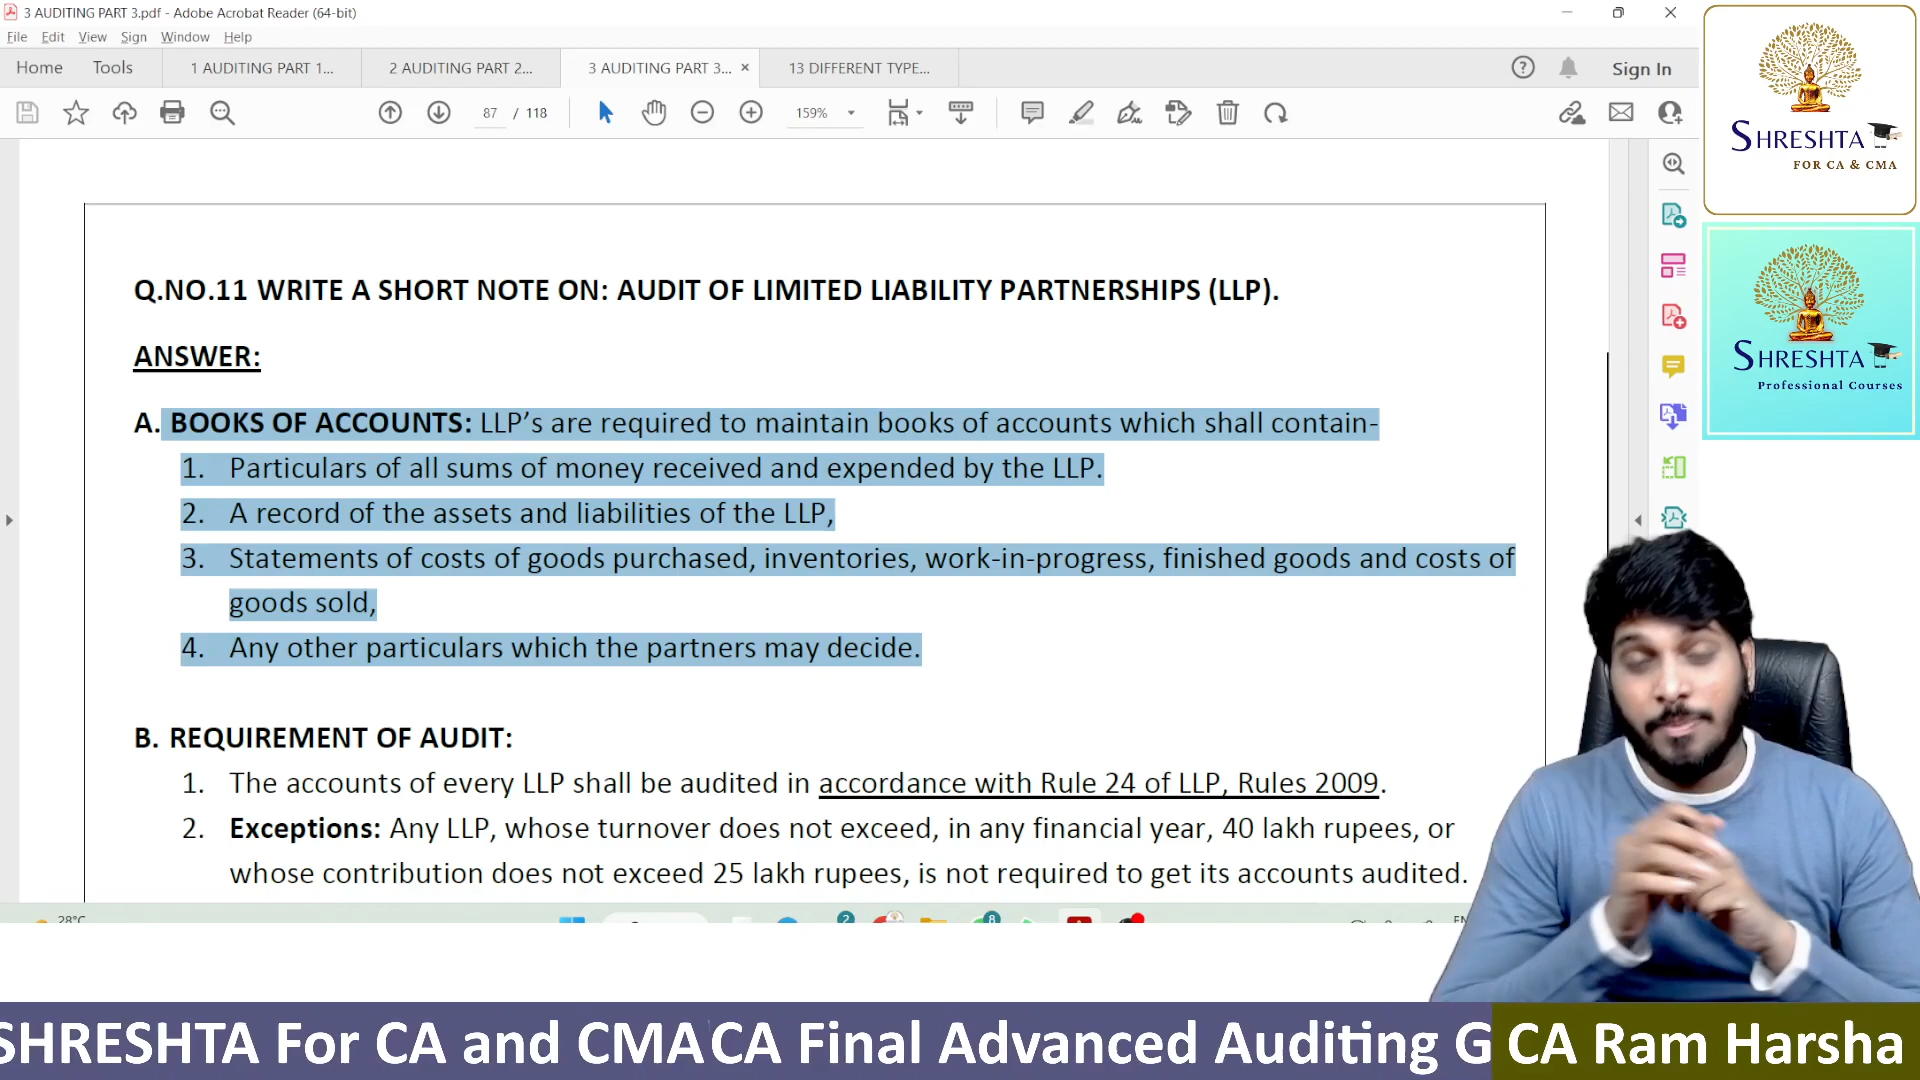 3 AUDITING PART 3.pdf - Adobe Acrobat Reader (64-bit)
File Edit View Sign Window Help
Home Tools 1 AUDITING PART 1... 2 AUDITING PART 2... 3 AUDITING PART 3... × 13 DIFFERENT TYPE... Sign In
87 / 118 159%
SHRESHTA
FOR CA & CMA
SHRESHTA
Professional Courses
Q.NO.11 WRITE A SHORT NOTE ON: AUDIT OF LIMITED LIABILITY PARTNERSHIPS (LLP).
ANSWER:
A. BOOKS OF ACCOUNTS: LLP’s are required to maintain books of accounts which shall contain-
1. Particulars of all sums of money received and expended by the LLP.
2. A record of the assets and liabilities of the LLP,
3. Statements of costs of goods purchased, inventories, work-in-progress, finished goods and costs of
goods sold,
4. Any other particulars which the partners may decide.
B. REQUIREMENT OF AUDIT:
1. The accounts of every LLP shall be audited in accordance with Rule 24 of LLP, Rules 2009.
2. Exceptions: Any LLP, whose turnover does not exceed, in any financial year, 40 lakh rupees, or
whose contribution does not exceed 25 lakh rupees, is not required to get its accounts audited.
28°C 2 8
SHRESHTA For CA and CMA CA Final Advanced Auditing G CA Ram Harsha